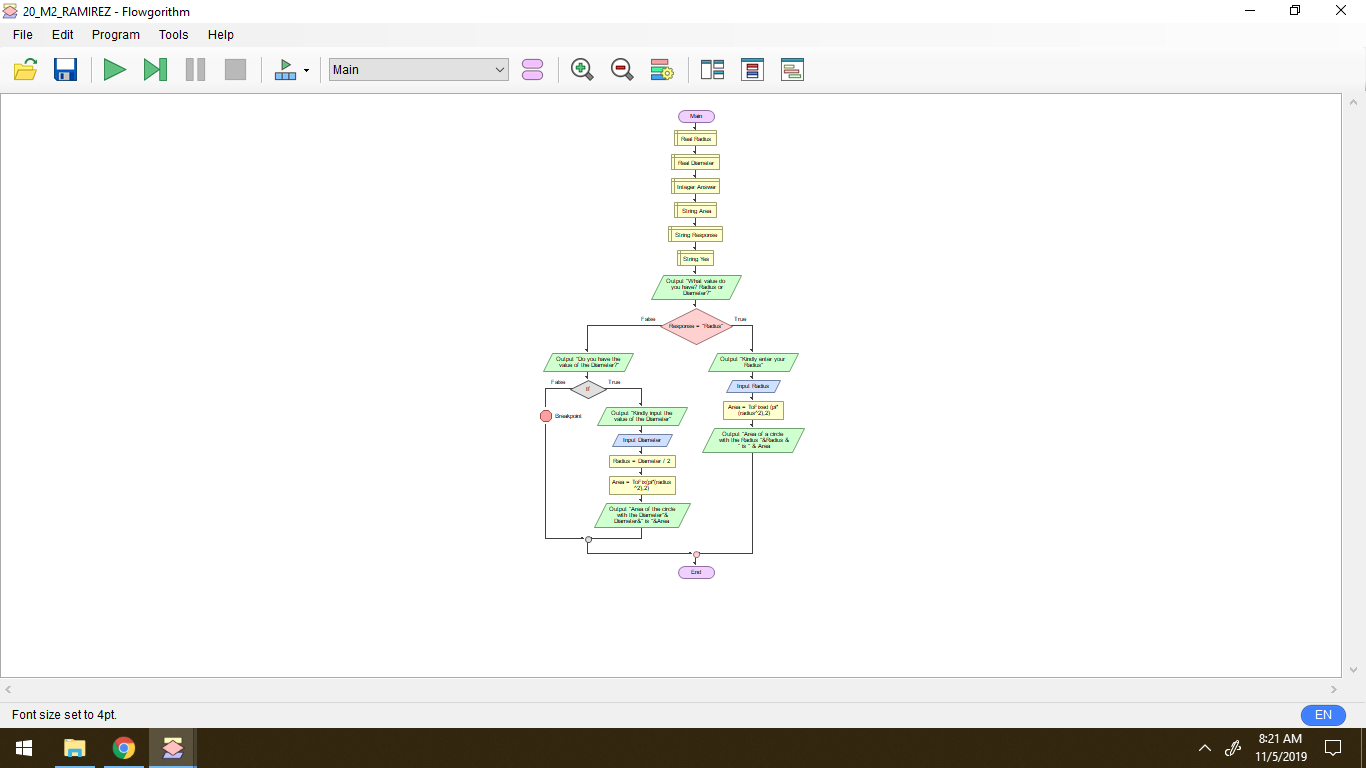 20_M2_RAMIREZ - Flowgorithm
File Edit Program Tools Help
Main
Main
Real Radius
Real Diameter
Integer Answer
String Area
String Response
String Yes
Output "What value do
you have? Radius or
Diameter?"
False
True
Response = "Radius"
Output "Do you have the
value of the Diameter?"
False
True
If
Breakpoint
Output "Kindly input the
value of the Diameter"
Input Diameter
Radius = Diameter / 2
Area = ToFix(pi*(radius
^2),2)
Output "Area of the circle
with the Diameter"&
Diameter&" is "&Area
Output "Kindly enter your
Radius"
Input Radius
Area = ToFixed (pi*
(radius^2),2)
Output "Area of a circle
with the Radius "&Radius &
" is " & Area
End
Font size set to 4pt.
EN
8:21 AM
11/5/2019